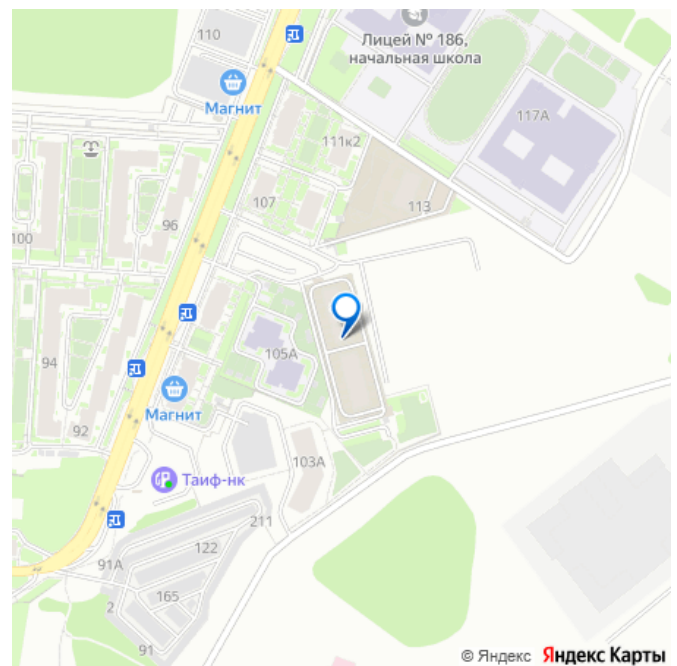 110
Лицей № 186,
начальная школа
Магнит
117А
111к2
107
113
96
100
105А
94
Магнит
92
103А
Таиф-нк
211
122
91А
165
2
91
© Яндекс Яндекс Карты